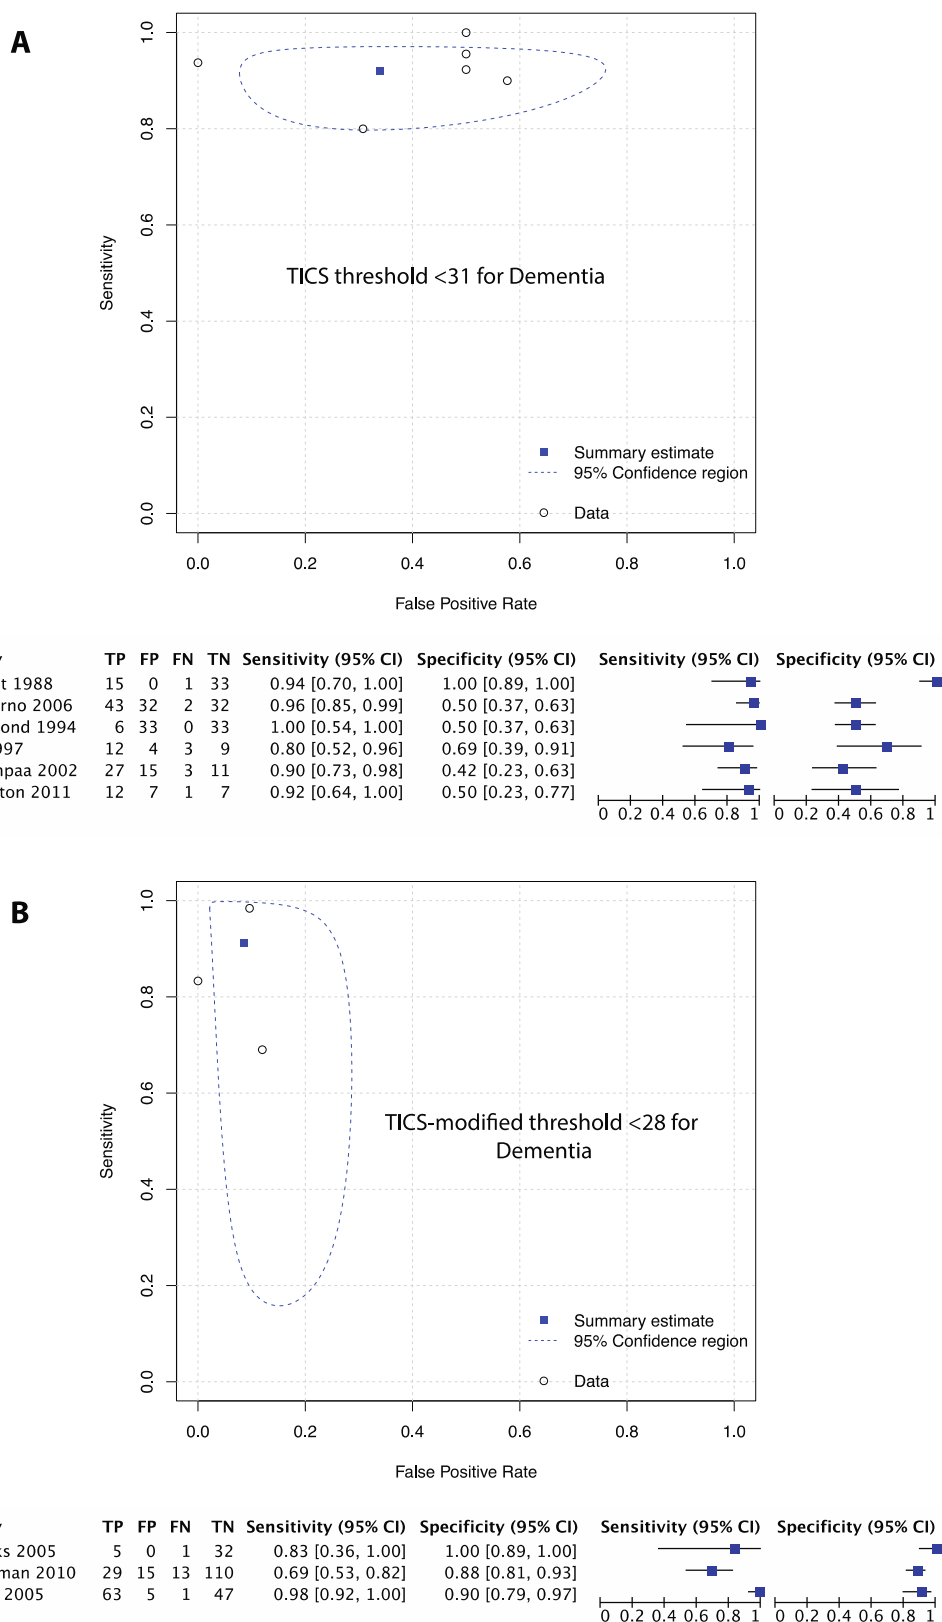 A
1.0
0.8
0.6
0.4
0.2
0.0
Sensitivity
TICS threshold <31 for Dementia
Summary estimate
95% Confidence region
Data
0.0 0.2 0.4 0.6 0.8 1.0
False Positive Rate
TP FP FN TN Sensitivity (95% CI) Specificity (95% CI) Sensitivity (95% CI) Specificity (95% CI)
t 1988 15 0 1 33 0.94 [0.70, 1.00] 1.00 [0.89, 1.00]
rno 2006 43 32 2 32 0.96 [0.85, 0.99] 0.50 [0.37, 0.63]
ond 1994 6 33 0 33 1.00 [0.54, 1.00] 0.50 [0.37, 0.63]
997 12 4 3 9 0.80 [0.52, 0.96] 0.69 [0.39, 0.91]
npaa 2002 27 15 3 11 0.90 [0.73, 0.98] 0.42 [0.23, 0.63]
ton 2011 12 7 1 7 0.92 [0.64, 1.00] 0.50 [0.23, 0.77]
0 0.2 0.4 0.6 0.8 1 0 0.2 0.4 0.6 0.8 1
B
1.0
0.8
0.6
0.4
0.2
0.0
Sensitivity
TICS-modified threshold <28 for
Dementia
Summary estimate
95% Confidence region
Data
0.0 0.2 0.4 0.6 0.8 1.0
False Positive Rate
TP FP FN TN Sensitivity (95% CI) Specificity (95% CI) Sensitivity (95% CI) Specificity (95% CI)
ks 2005 5 0 1 32 0.83 [0.36, 1.00] 1.00 [0.89, 1.00]
man 2010 29 15 13 110 0.69 [0.53, 0.82] 0.88 [0.81, 0.93]
2005 63 5 1 47 0.98 [0.92, 1.00] 0.90 [0.79, 0.97]
0 0.2 0.4 0.6 0.8 1 0 0.2 0.4 0.6 0.8 1